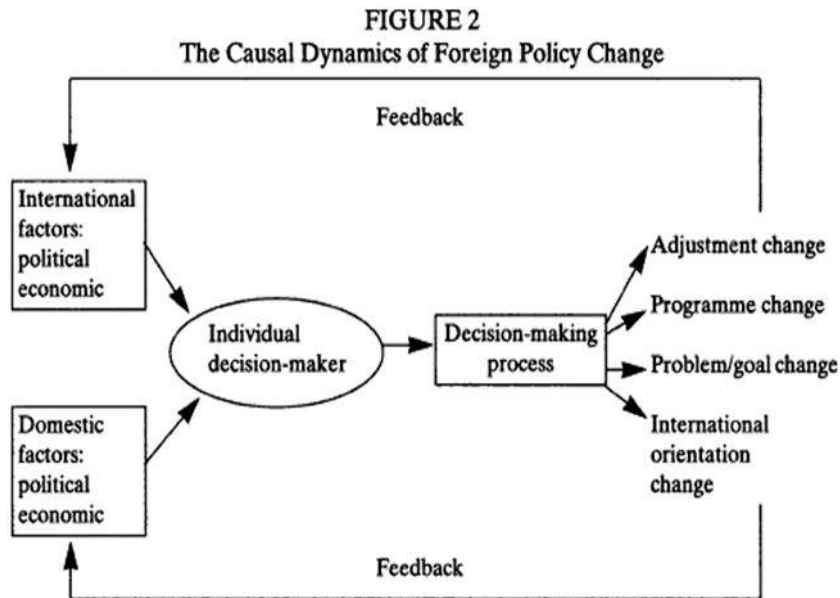 FIGURE 2
The Causal Dynamics of Foreign Policy Change
Feedback
International
factors:
political
economic
Individual
decision-maker
Domestic
factors:
political
economic
Decision-making
process
Adjustment change
Programme change
Problem/goal change
International
orientation
change
Feedback